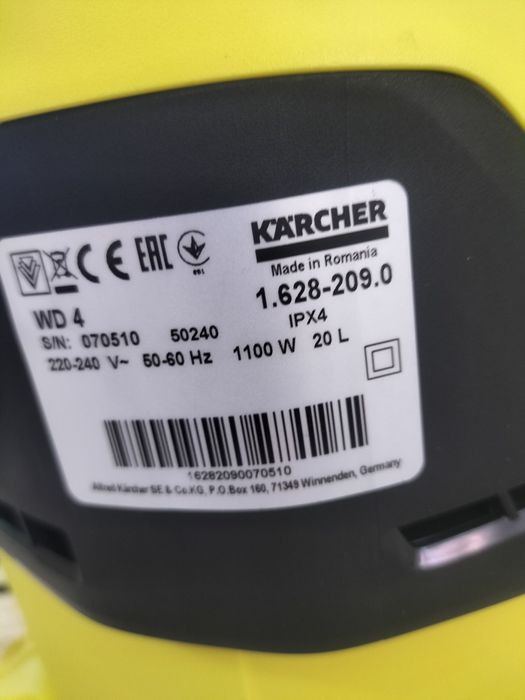 KÄRCHER
Made in Romania
WD 4
1.628-209.0
S/N: 070510 50240
IPX4
220-240 V~ 50-60 Hz 1100 W 20 L
16282090070510
Alfred Kärcher SE & Co.KG, P.O.Box 160, 71349 Winnenden, Germany